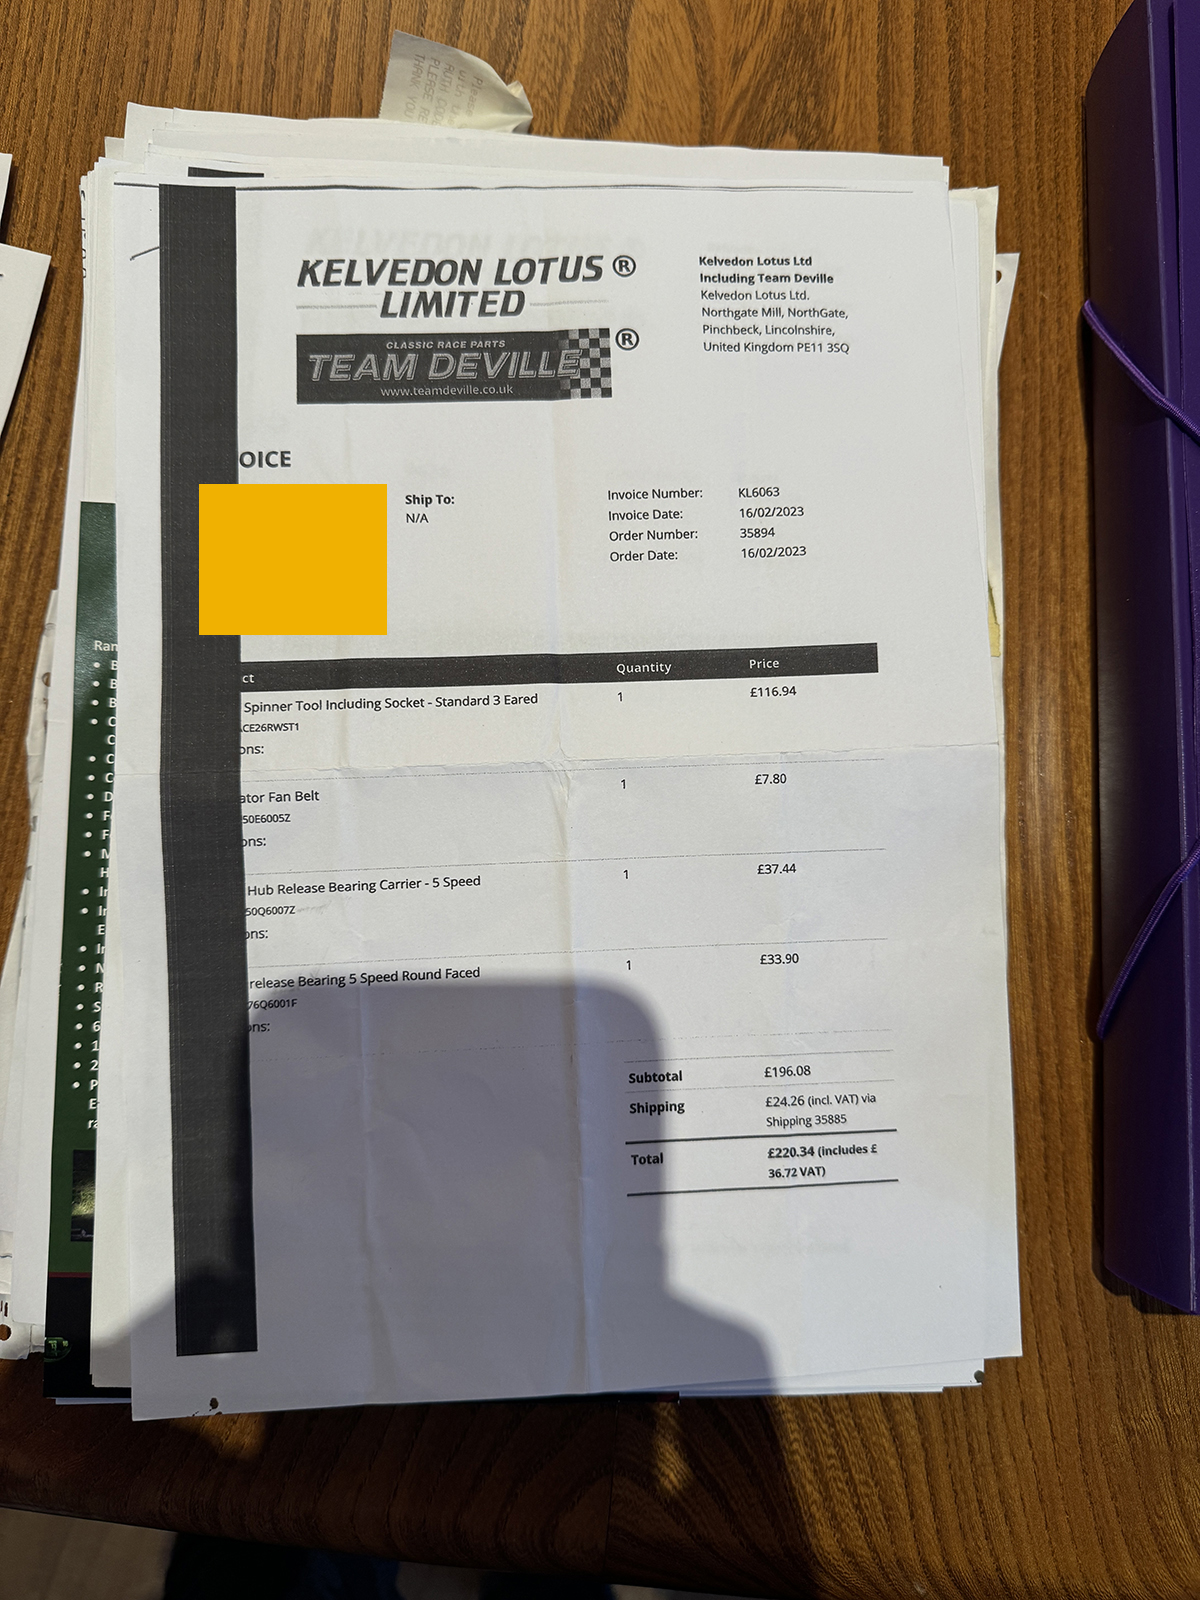 Please
THANK YOU
KELVEDON LOTUS ®
LIMITED
CLASSIC RACE PARTS
TEAM DEVILLE ®
www.teamdeville.co.uk
Kelvedon Lotus Ltd
Including Team Deville
Kelvedon Lotus Ltd.
Northgate Mill, NorthGate,
Pinchbeck, Lincolnshire,
United Kingdom PE11 3SQ
OICE
Ship To:
N/A
Invoice Number: KL6063
Invoice Date: 16/02/2023
Order Number: 35894
Order Date: 16/02/2023
ct Quantity Price
Spinner Tool Including Socket - Standard 3 Eared 1 £116.94
ACE26RWST1
ons:
ator Fan Belt 1 £7.80
50E6005Z
ons:
Hub Release Bearing Carrier - 5 Speed 1 £37.44
50Q6007Z
ons:
release Bearing 5 Speed Round Faced 1 £33.90
76Q6001F
ons:
Subtotal £196.08
Shipping £24.26 (incl. VAT) via
Shipping 35885
Total £220.34 (includes £
36.72 VAT)